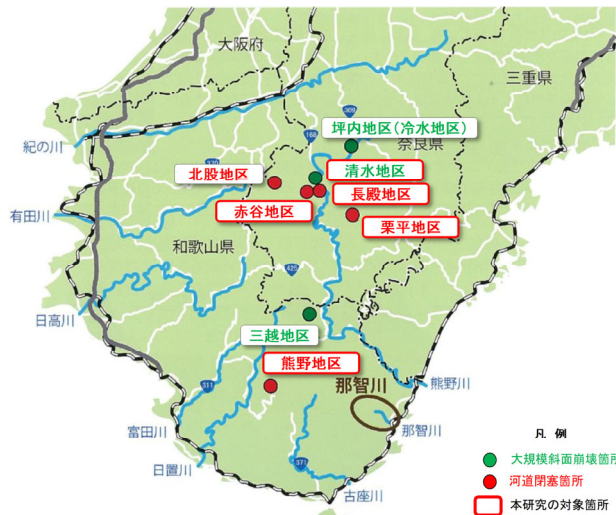 大阪府
三重県
309
紀の川
168
坪内地区(冷水地区)
奈良県
北股地区
清水地区
長殿地区
赤谷地区
有田川
栗平地区
和歌山県
425
日高川
三越地区
熊野地区
那智川
熊野川
311
富田川
那智川
凡 例
日置川
371
古座川
大規模斜面崩壊箇所
河道閉塞箇所
本研究の対象箇所